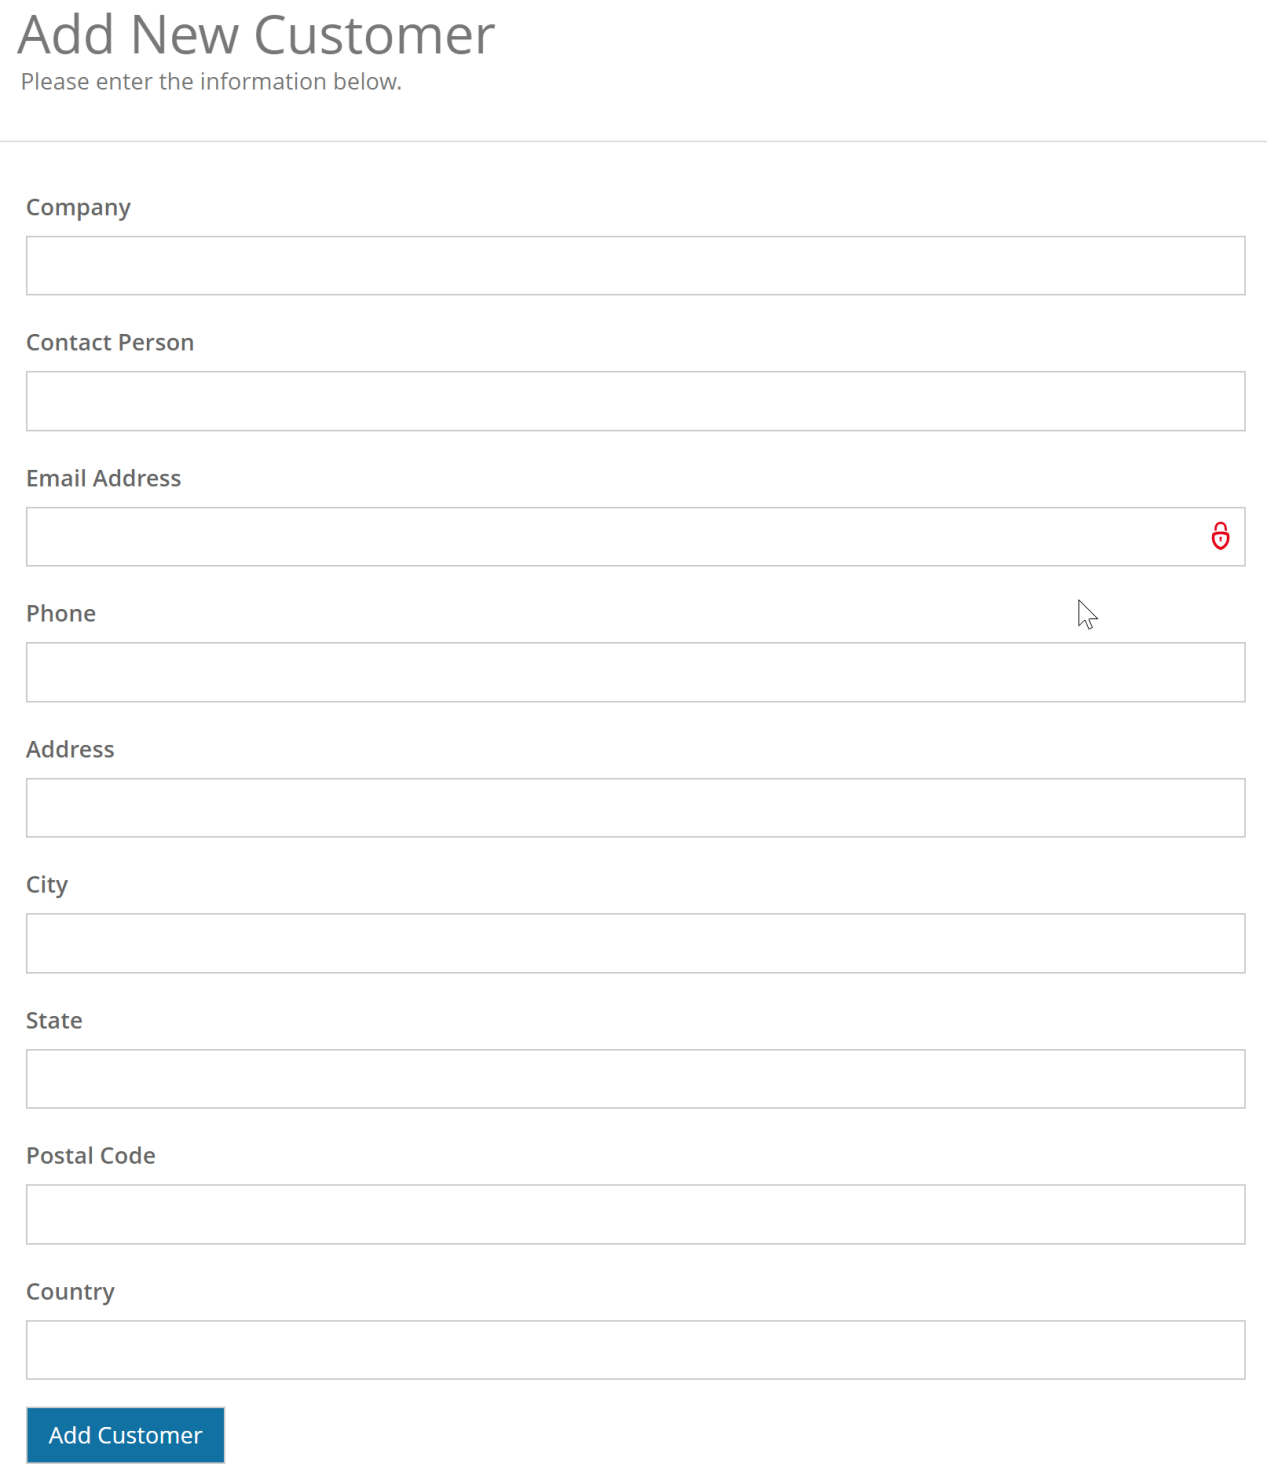 Add New Customer
Please enter the information below.
Company
Contact Person
Email Address
Phone
Address
City
State
Postal Code
Country
Add Customer